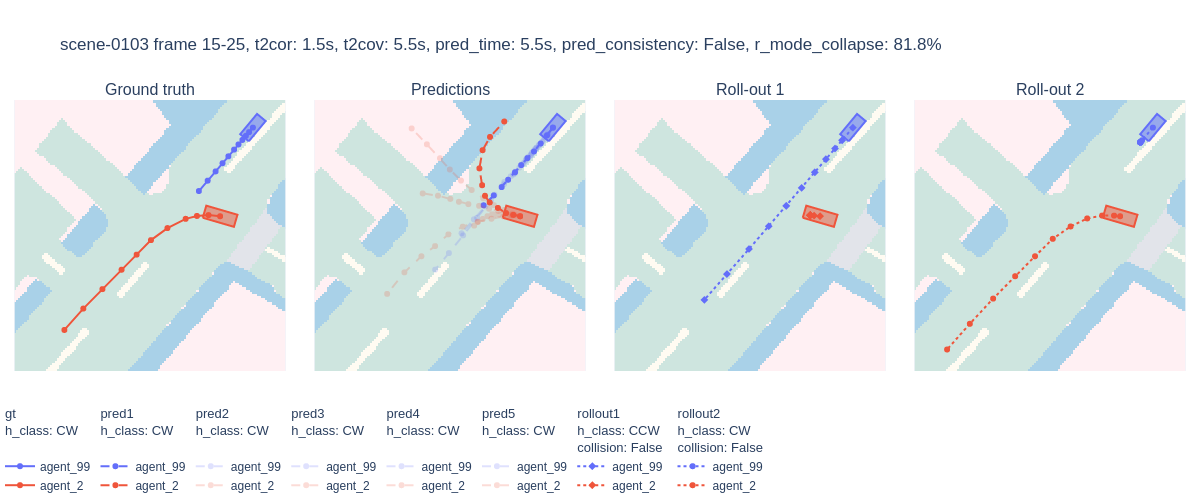 scene-0103 frame 15-25, t2cor: 1.5s, t2cov: 5.5s, pred_time: 5.5s, pred_consistency: False, r_mode_collapse: 81.8%
Ground truth
Predictions
Roll-out 1
Roll-out 2
gt
h_class: CW
agent_99
agent_2
pred1
h_class: CW
agent_99
agent_2
pred2
h_class: CW
agent_99
agent_2
pred3
h_class: CW
agent_99
agent_2
pred4
h_class: CW
agent_99
agent_2
pred5
h_class: CW
agent_99
agent_2
rollout1
h_class: CCW
collision: False
agent_99
agent_2
rollout2
h_class: CW
collision: False
agent_99
agent_2